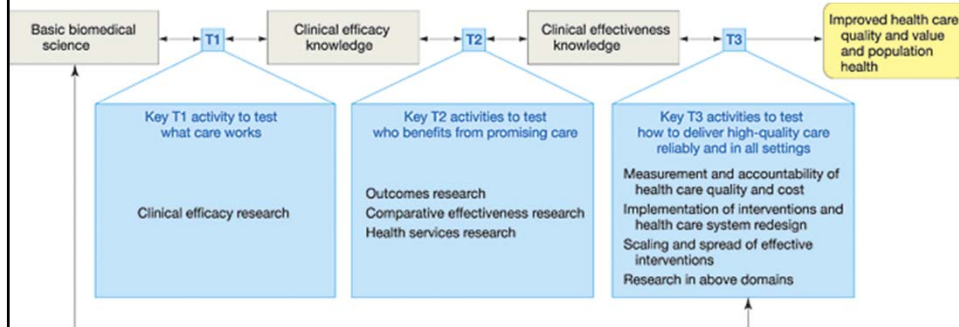 Basic biomedical
science
T1
Clinical efficacy
knowledge
T2
Clinical effectiveness
knowledge
T3
Improved health care
quality and value
and population
health
Key T1 activity to test
what care works
Clinical efficacy research
Key T2 activities to test
who benefits from promising care
Outcomes research
Comparative effectiveness research
Health services research
Key T3 activities to test
how to deliver high-quality care
reliably and in all settings
Measurement and accountability of
health care quality and cost
Implementation of interventions and
health care system redesign
Scaling and spread of effective
interventions
Research in above domains